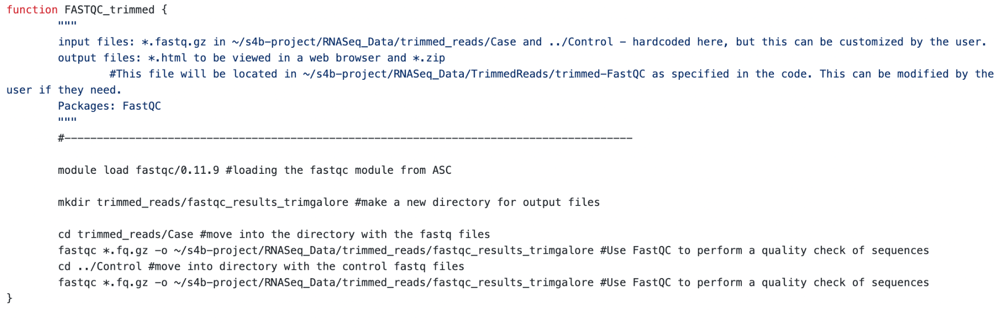 function FASTQC_trimmed {
"""
input files: *.fastq.gz in ~/s4b-project/RNASeq_Data/trimmed_reads/Case and ../Control - hardcoded here, but this can be customized by the user.
output files: *.html to be viewed in a web browser and *.zip
#This file will be located in ~/s4b-project/RNASeq_Data/TrimmedReads/trimmed-FastQC as specified in the code. This can be modified by the
user if they need.
Packages: FastQC
"""
#----------------------------------------------------------------------------------------
module load fastqc/0.11.9 #loading the fastqc module from ASC
mkdir trimmed_reads/fastqc_results_trimgalore #make a new directory for output files
cd trimmed_reads/Case #move into the directory with the fastq files
fastqc *.fq.gz -o ~/s4b-project/RNASeq_Data/trimmed_reads/fastqc_results_trimgalore #Use FastQC to perform a quality check of sequences
cd ../Control #move into directory with the control fastq files
fastqc *.fq.gz -o ~/s4b-project/RNASeq_Data/trimmed_reads/fastqc_results_trimgalore #Use FastQC to perform a quality check of sequences
}